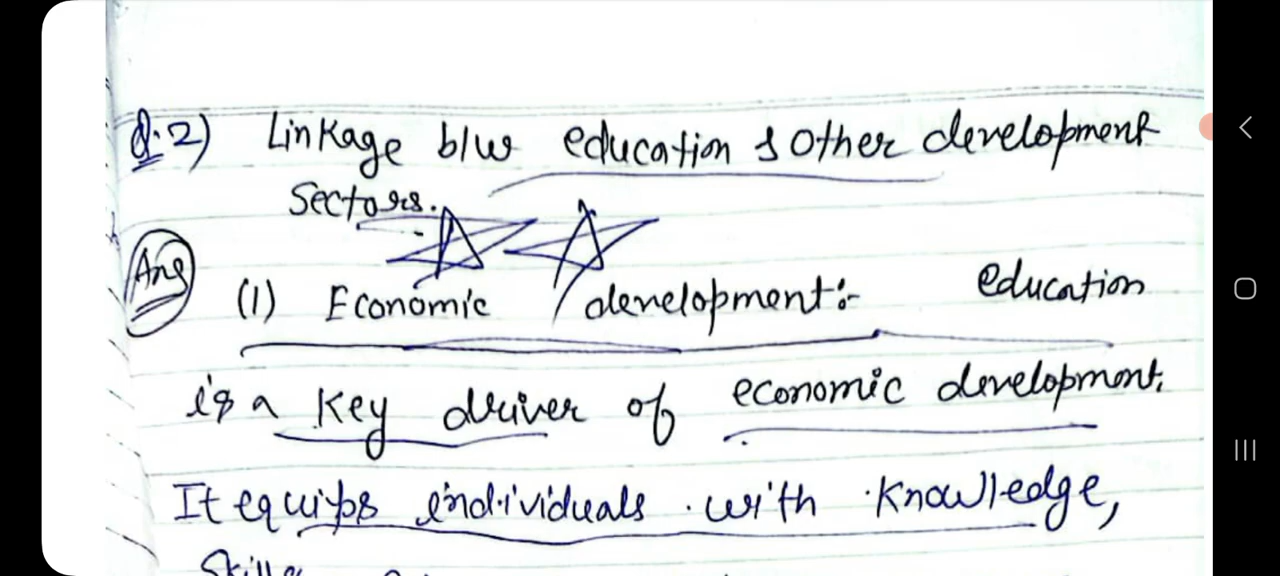 Q.2) Linkage b/w education & other development
Sectors.
Ans
(1) Economic development:- education
is a key driver of economic development.
It equips individuals with knowledge,
Skills